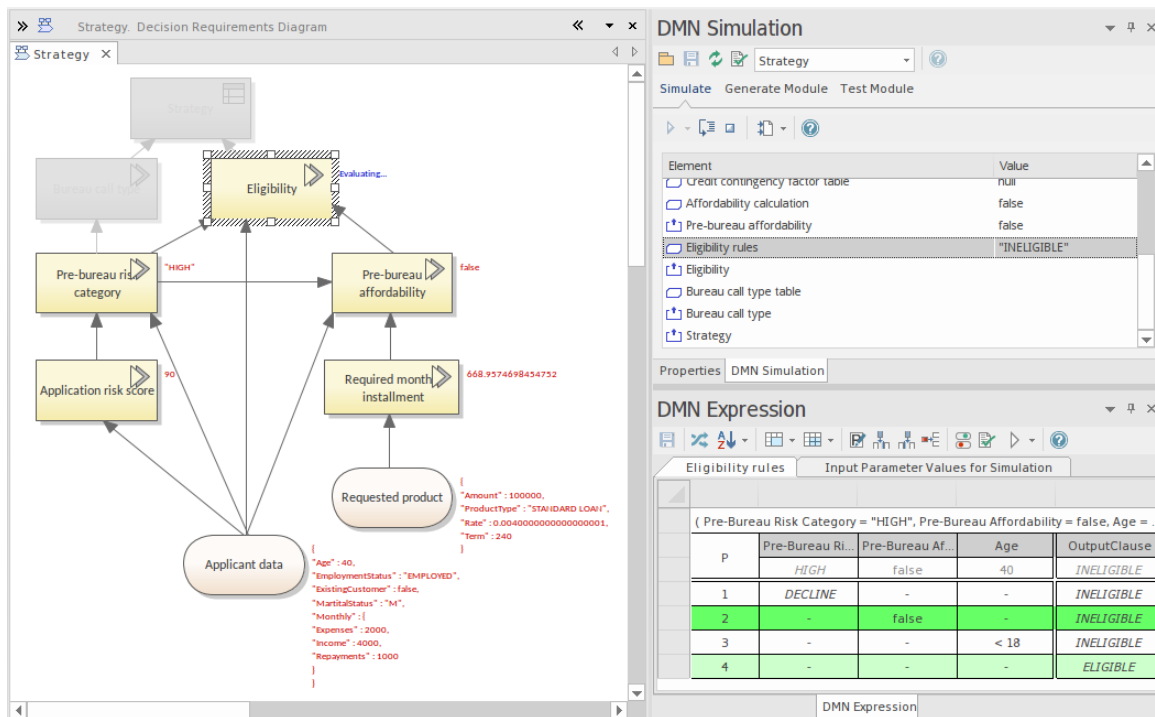 Strategy. Decision Requirements Diagram
Strategy
Strategy
Bureau call type
Eligibility
Evaluating...
Pre-bureau risk
category
"HIGH"
Pre-bureau
affordability
false
Application risk score
90
Required month
installment
668.9574698454752
Requested product
{
"Amount" : 100000,
"ProductType" : "STANDARD LOAN",
"Rate" : 0.0040000000000000001,
"Term" : 240
}
Applicant data
{
"Age" : 40,
"EmploymentStatus" : "EMPLOYED",
"ExistingCustomer" : false,
"MartitalStatus" : "M",
"Monthly" : {
"Expenses" : 2000,
"Income" : 4000,
"Repayments" : 1000
}
}
DMN Simulation
Strategy
Simulate Generate Module Test Module
Element Value
Credit contingency factor table null
Affordability calculation false
Pre-bureau affordability false
Eligibility rules "INELIGIBLE"
Eligibility
Bureau call type table
Bureau call type
Strategy
Properties DMN Simulation
DMN Expression
Eligibility rules Input Parameter Values for Simulation
( Pre-Bureau Risk Category = "HIGH", Pre-Bureau Affordability = false, Age = ...
P Pre-Bureau Ri... Pre-Bureau Af... Age OutputClause
HIGH false 40 INELIGIBLE
1 DECLINE - - INELIGIBLE
2 - false - INELIGIBLE
3 - - < 18 INELIGIBLE
4 - - - ELIGIBLE
DMN Expression